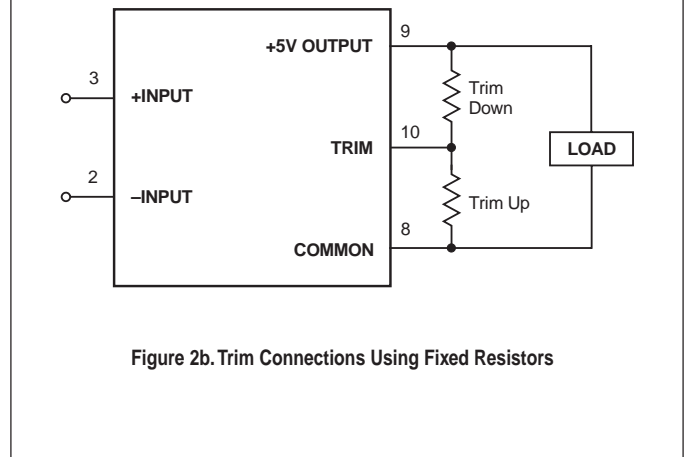 9
+5V OUTPUT
Trim
Down
3
+INPUT
10
TRIM
LOAD
2
–INPUT
Trim Up
8
COMMON
Figure 2b. Trim Connections Using Fixed Resistors